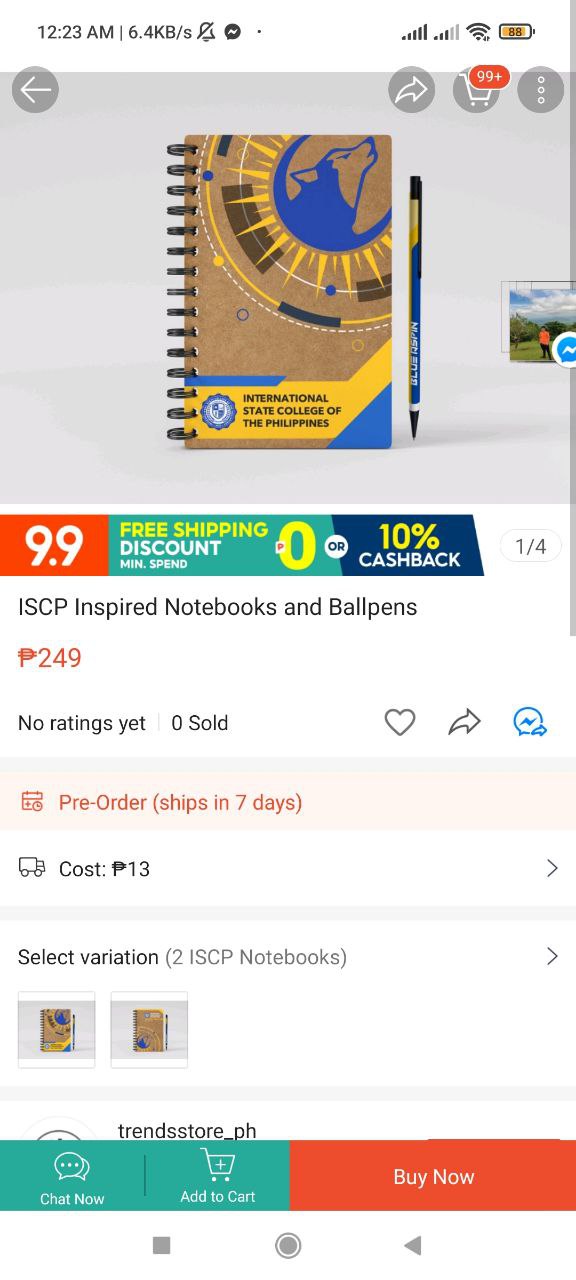 12:23 AM | 6.4KB/s
88
99+
INTERNATIONAL
STATE COLLEGE OF
THE PHILIPPINES
9.9
FREE SHIPPING
DISCOUNT
MIN. SPEND
₱0
OR
10%
CASHBACK
1/4
ISCP Inspired Notebooks and Ballpens
₱249
No ratings yet
0 Sold
Pre-Order (ships in 7 days)
Cost: ₱13
Select variation (2 ISCP Notebooks)
trendsstore_ph
Chat Now
Add to Cart
Buy Now